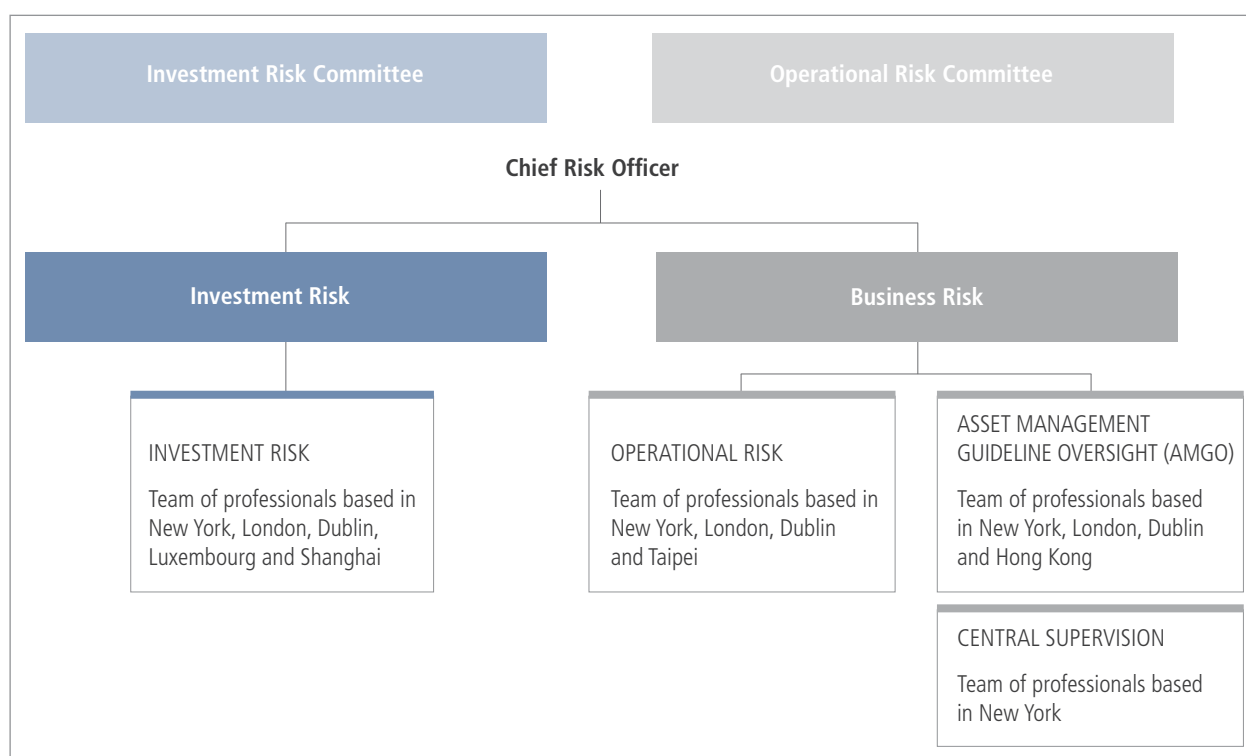 Investment Risk Committee
Operational Risk Committee
Chief Risk Officer
Investment Risk
Business Risk
INVESTMENT RISK
Team of professionals based in
New York, London, Dublin,
Luxembourg and Shanghai
OPERATIONAL RISK
Team of professionals based in
New York, London, Dublin
and Taipei
ASSET MANAGEMENT
GUIDELINE OVERSIGHT (AMGO)
Team of professionals based
in New York, London, Dublin
and Hong Kong
CENTRAL SUPERVISION
Team of professionals based
in New York